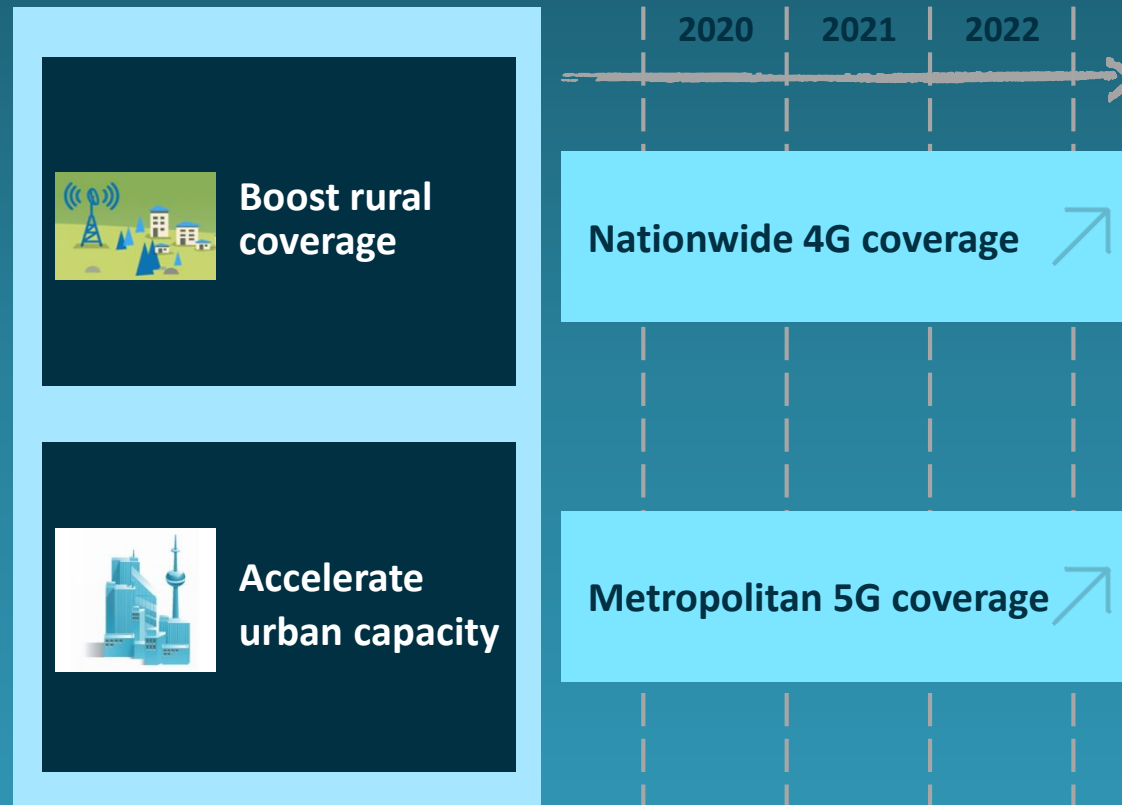 2020 2021 2022
Boost rural
coverage
Nationwide 4G coverage
Accelerate
urban capacity
Metropolitan 5G coverage